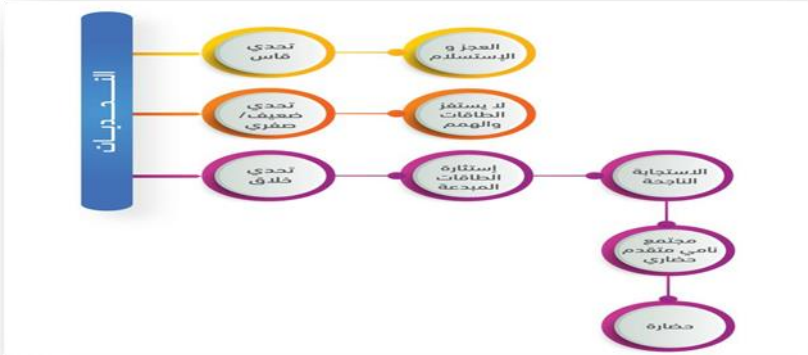 التحديات
تحدي
قاس
العجز و
الإستسلام
تحدي
ضعيف/
صفري
لا يستفز
الطاقات
والهمم
تحدي
خلاق
إستثارة
الطاقات
المبدعة
الاستجابة
الناجحة
مجتمع
نامي متقدم
حضاري
حضارة